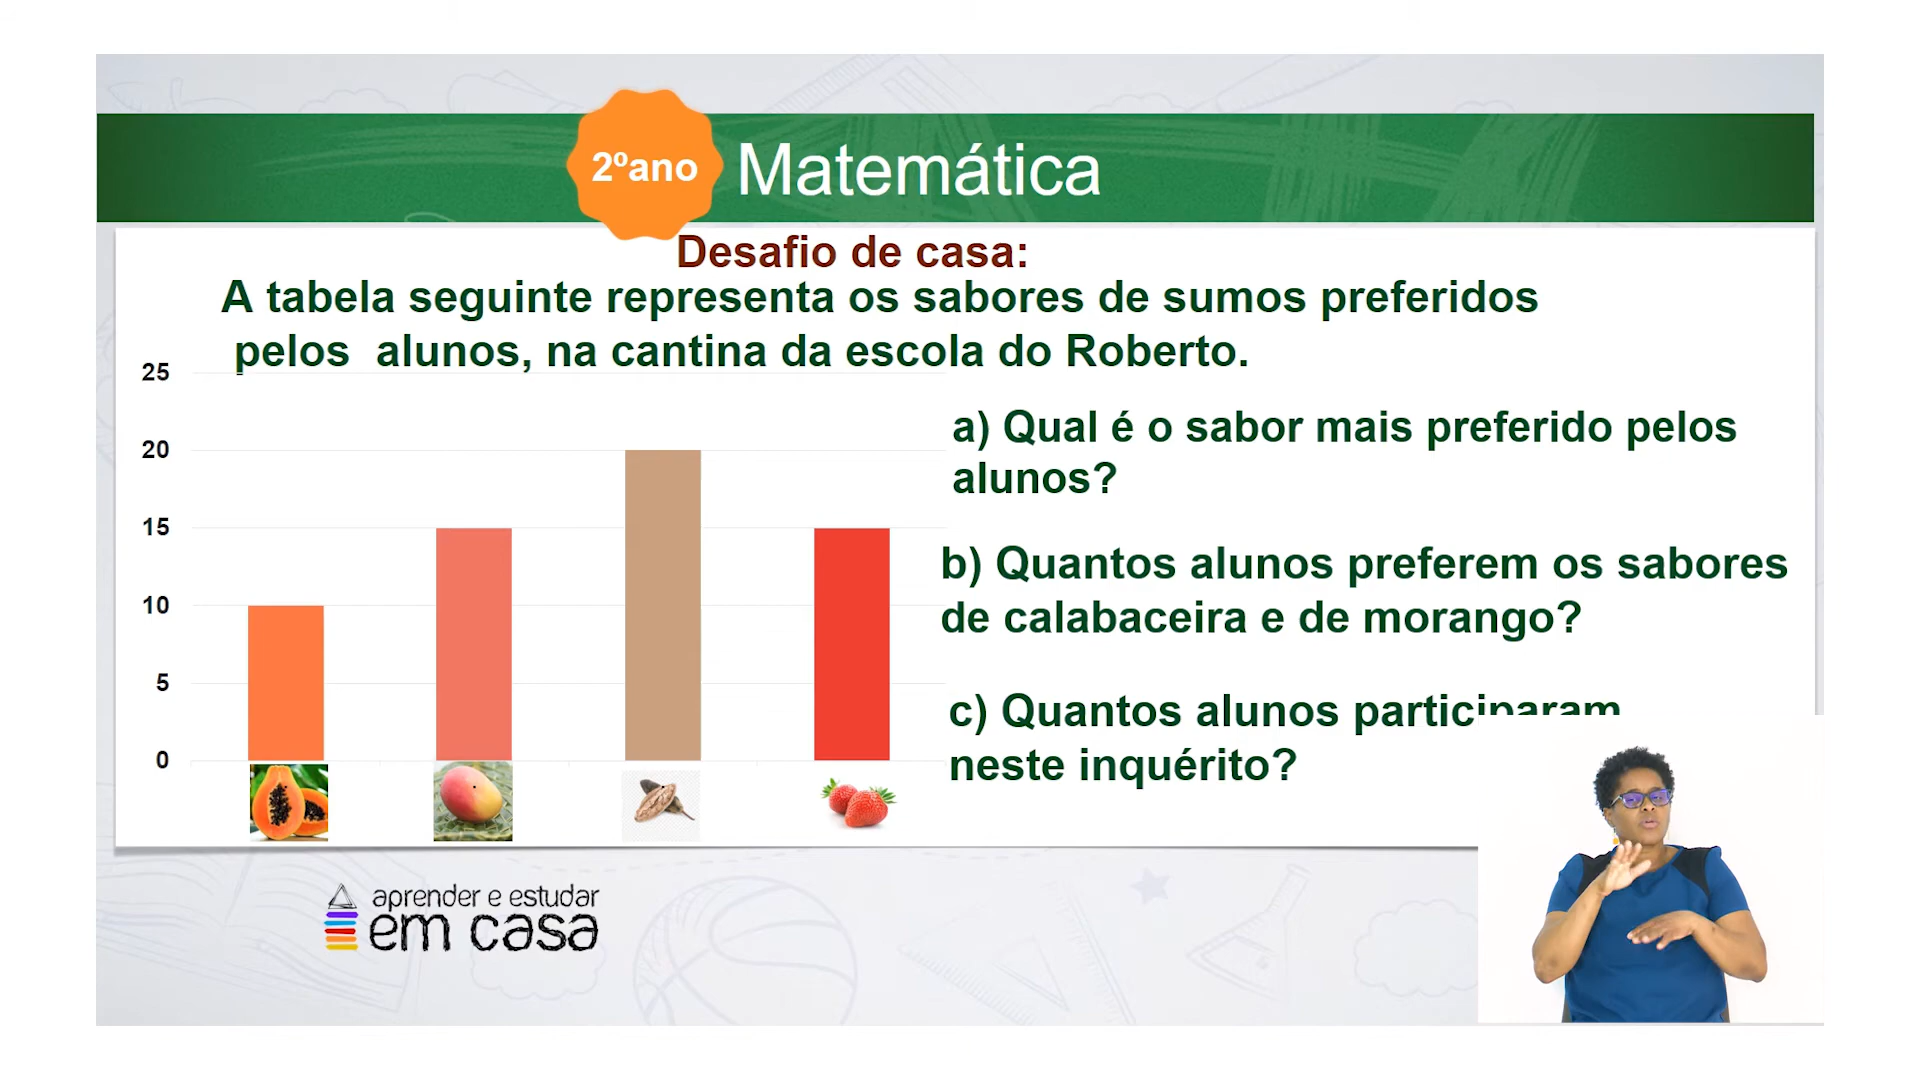 2ºano
Matemática
Desafio de casa:
A tabela seguinte representa os sabores de sumos preferidos
pelos alunos, na cantina da escola do Roberto.
25
20
15
10
5
0
a) Qual é o sabor mais preferido pelos
alunos?
b) Quantos alunos preferem os sabores
de calabaceira e de morango?
c) Quantos alunos participaram
neste inquérito?
aprender e estudar
em casa